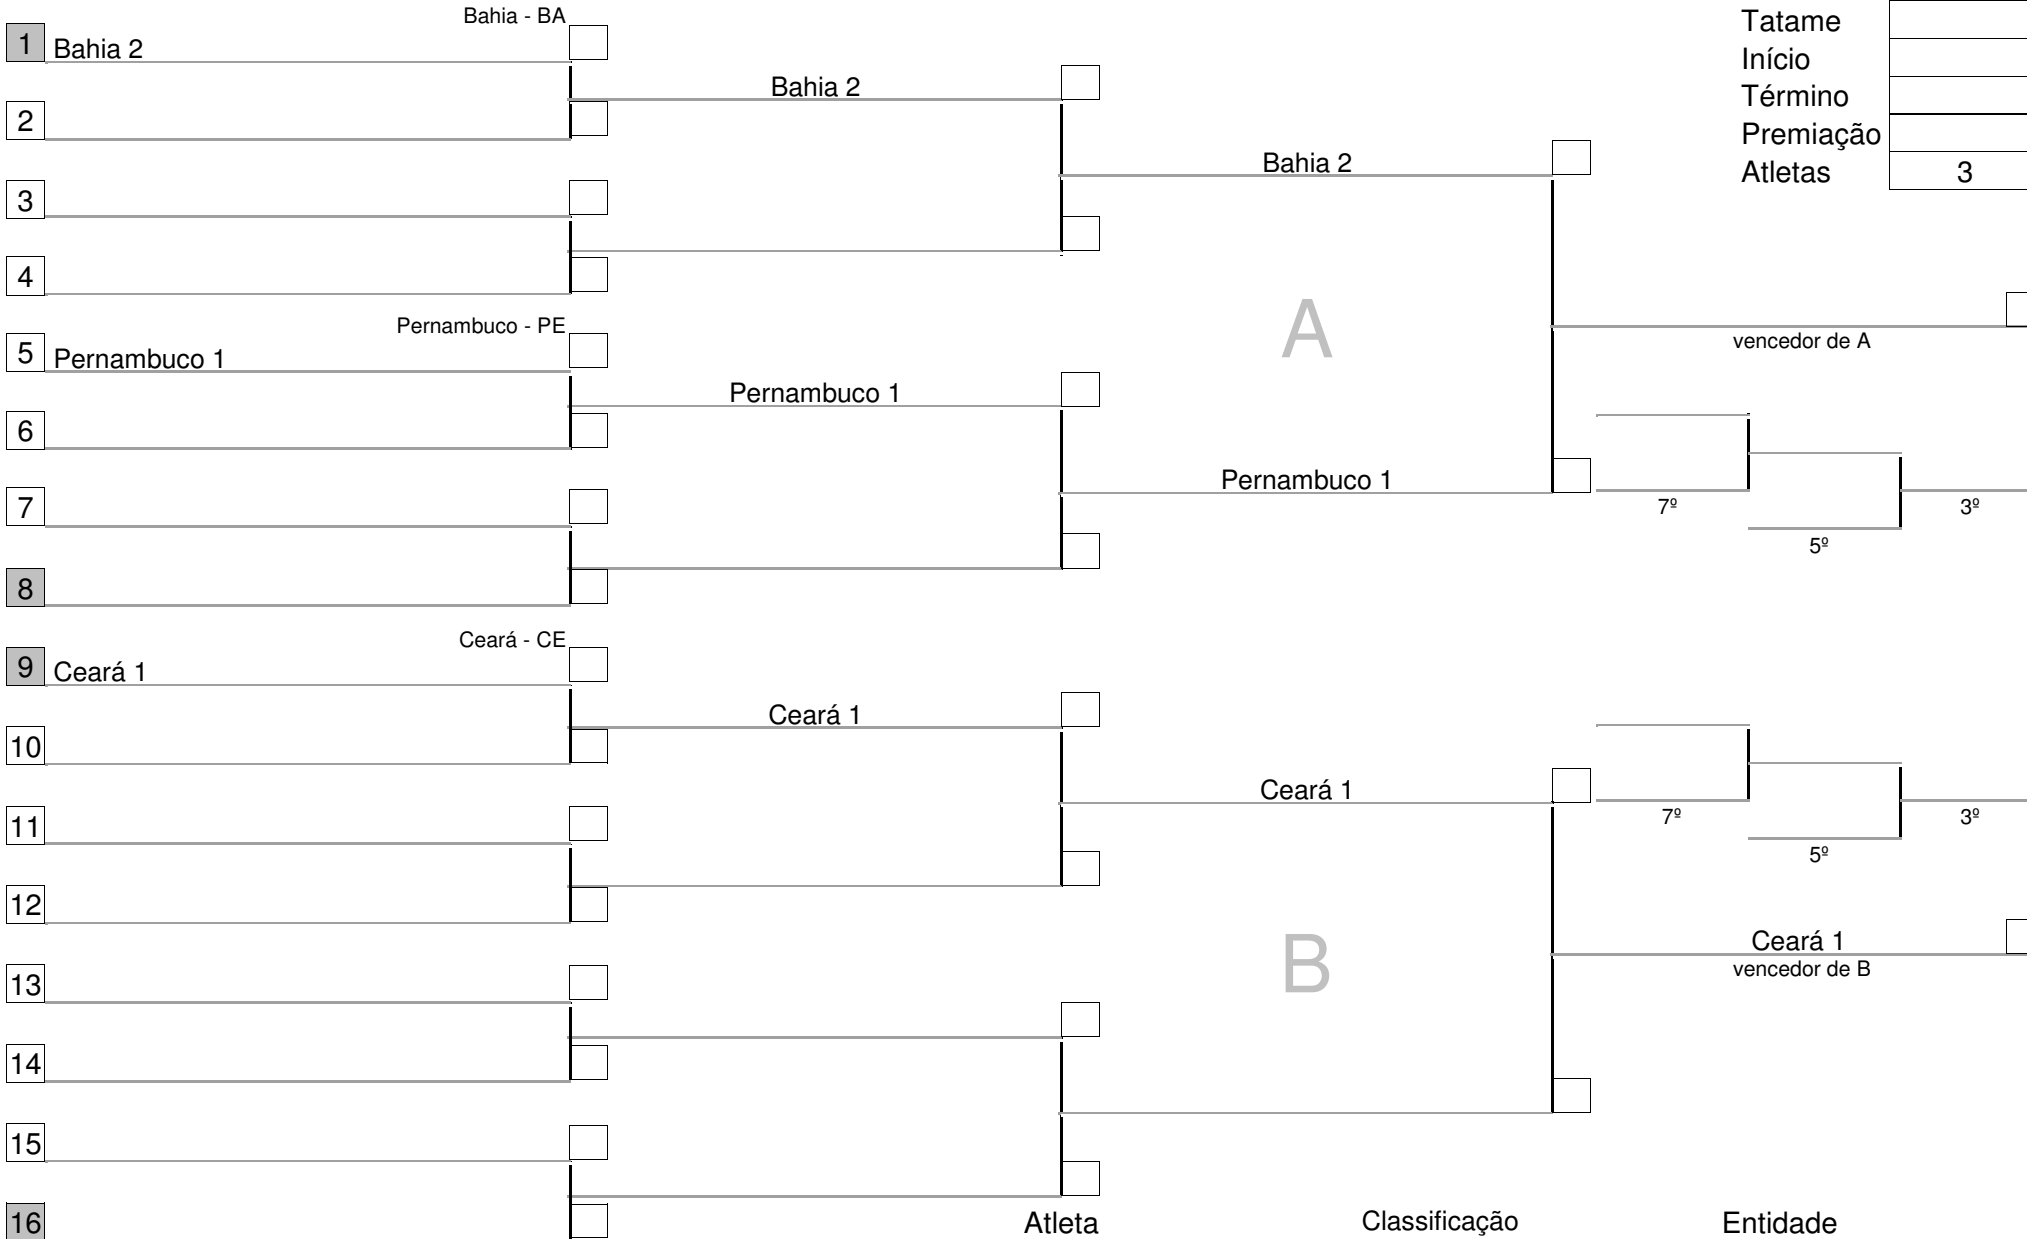 Bahia - BA
1 Bahia 2
Tatame
Início
Término
Premiação
Atletas 3
Bahia 2
2
Bahia 2
3
4
A
Pernambuco - PE
5 Pernambuco 1
vencedor de A
Pernambuco 1
6
Pernambuco 1
7
7º
3º
5º
8
Ceará - CE
9 Ceará 1
Ceará 1
10
Ceará 1
11
7º
3º
5º
12
B
Ceará 1
vencedor de B
13
14
15
16
Atleta
Classificação
Entidade